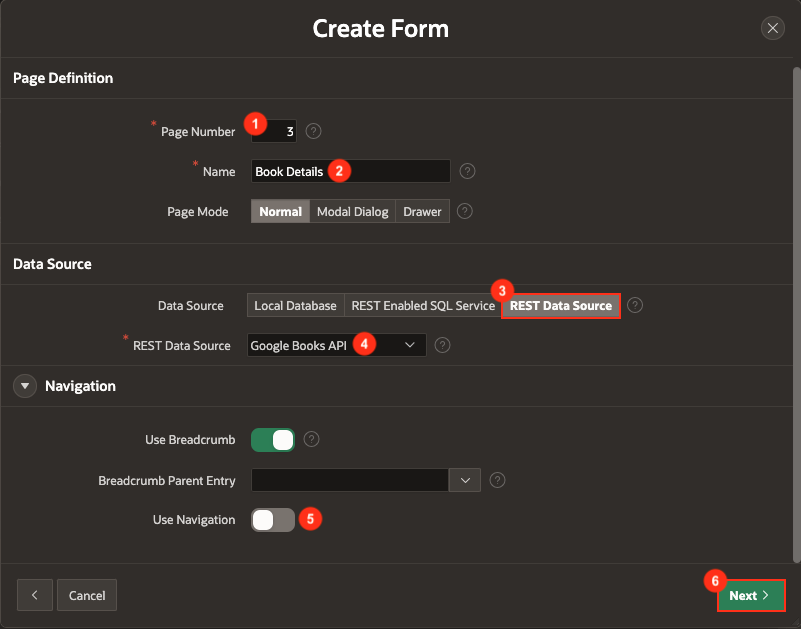 Create Form
Page Definition
* Page Number 1 3 ?
* Name Book Details 2 ?
Page Mode Normal Modal Dialog Drawer ?
Data Source
3
Data Source Local Database REST Enabled SQL Service REST Data Source ?
* REST Data Source Google Books API 4 ?
Navigation
Use Breadcrumb ?
Breadcrumb Parent Entry ?
Use Navigation 5
6
Cancel Next